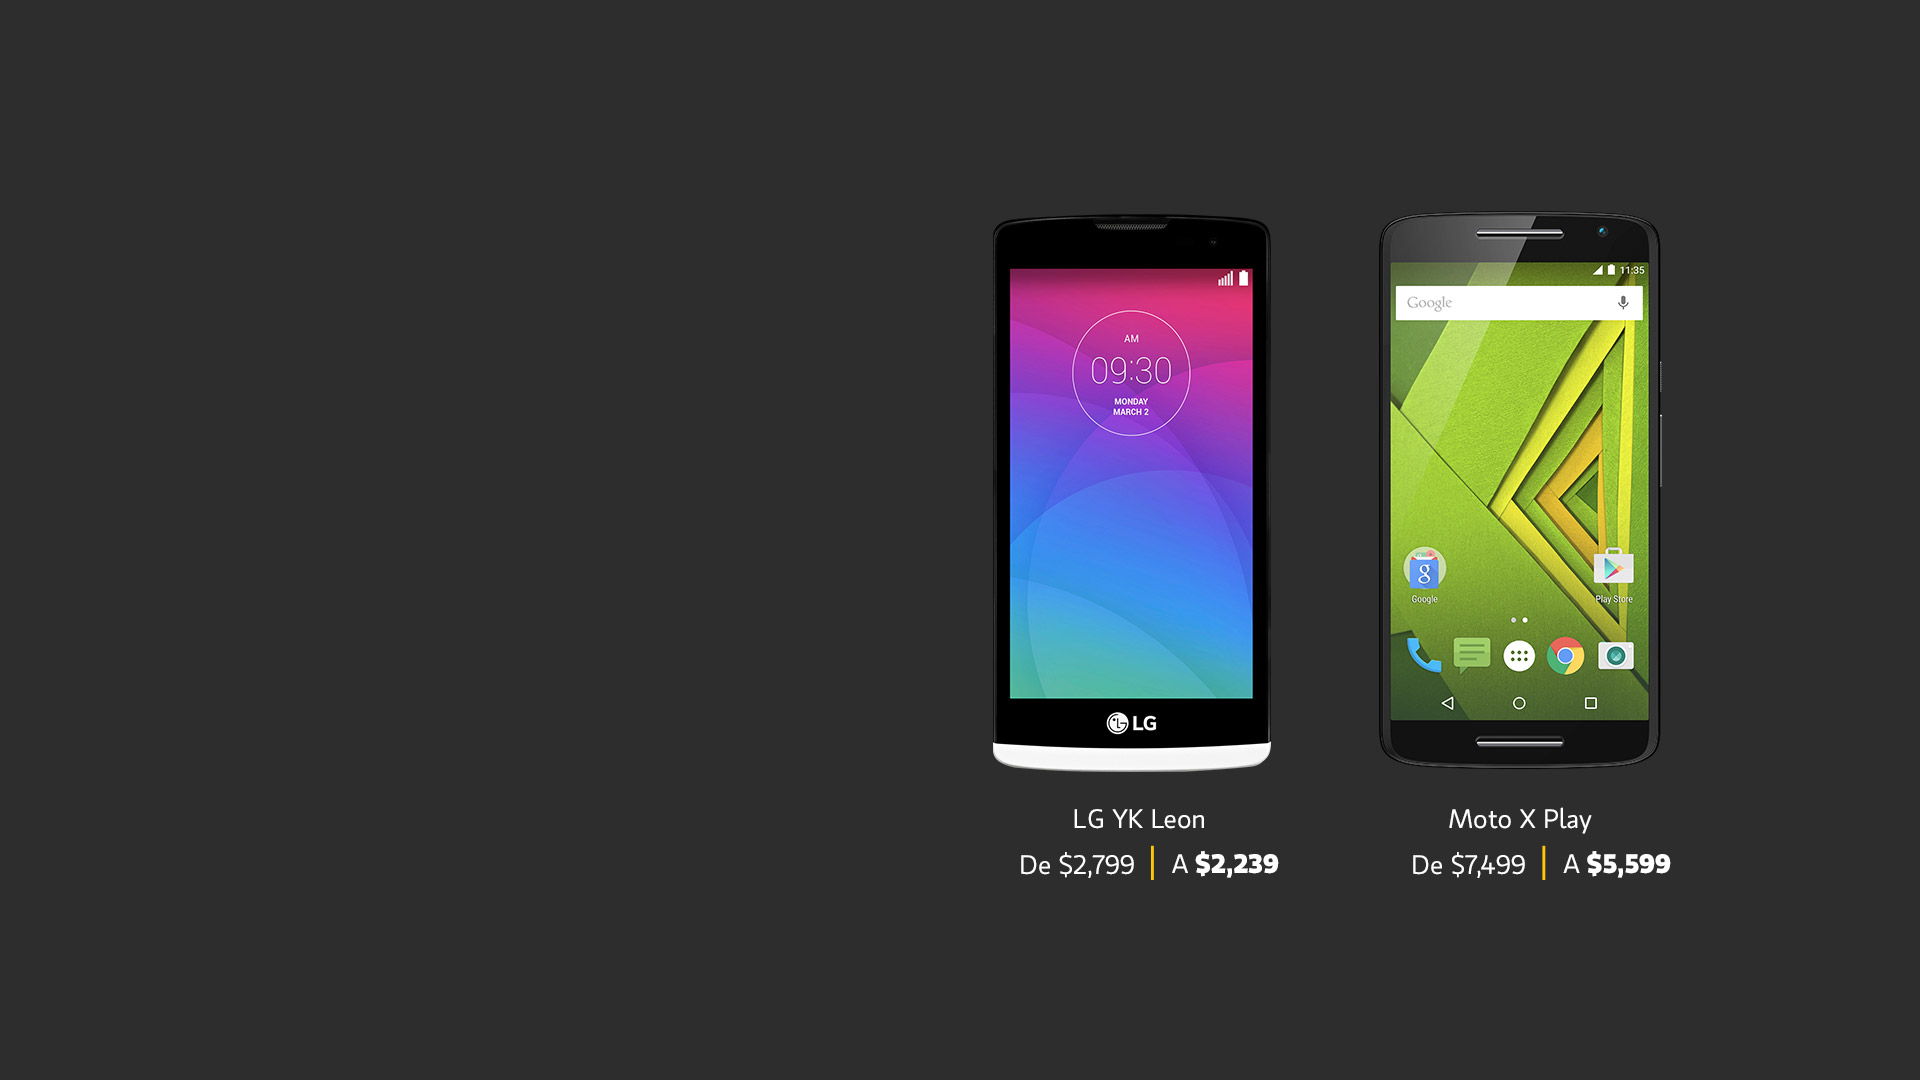 AM
09:30
MONDAY
MARCH 2
LG
LG YK Leon
De $2,799 | A $2,239
11:35
Google
g
Google
Play Store
Moto X Play
De $7,499 | A $5,599